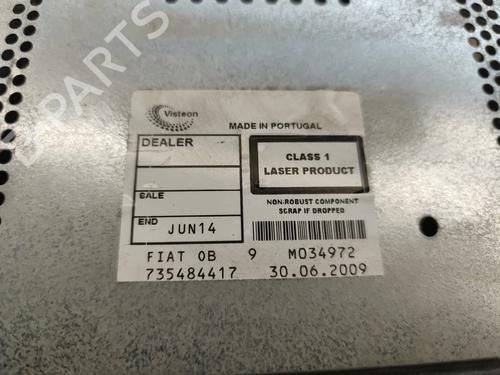 B-PARTS
Visteon
MADE IN PORTUGAL
DEALER
SALE
END JUN14
CLASS 1
LASER PRODUCT
NON-ROBUST COMPONENT
SCRAP IF DROPPED
FIAT OB 9 M034972
735484417 30.06.2009